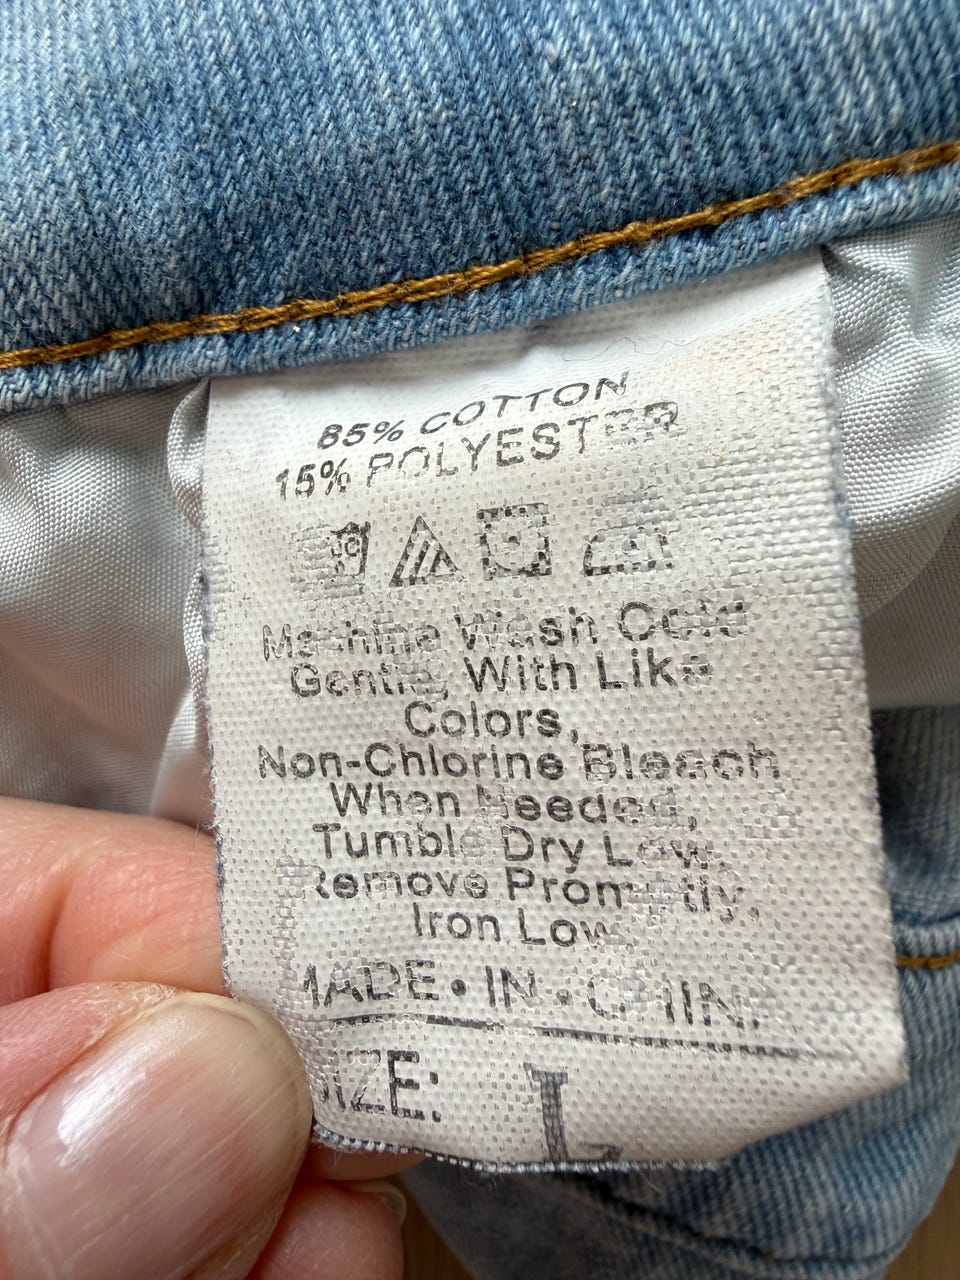 85% COTTON
15% POLYESTER
Machine Wash Cold
Gentle, With Like
Colors,
Non-Chlorine Bleach
When Needed,
Tumble Dry Low,
Remove Promptly,
Iron Low.
MADE•IN•CHINA
SIZE: L